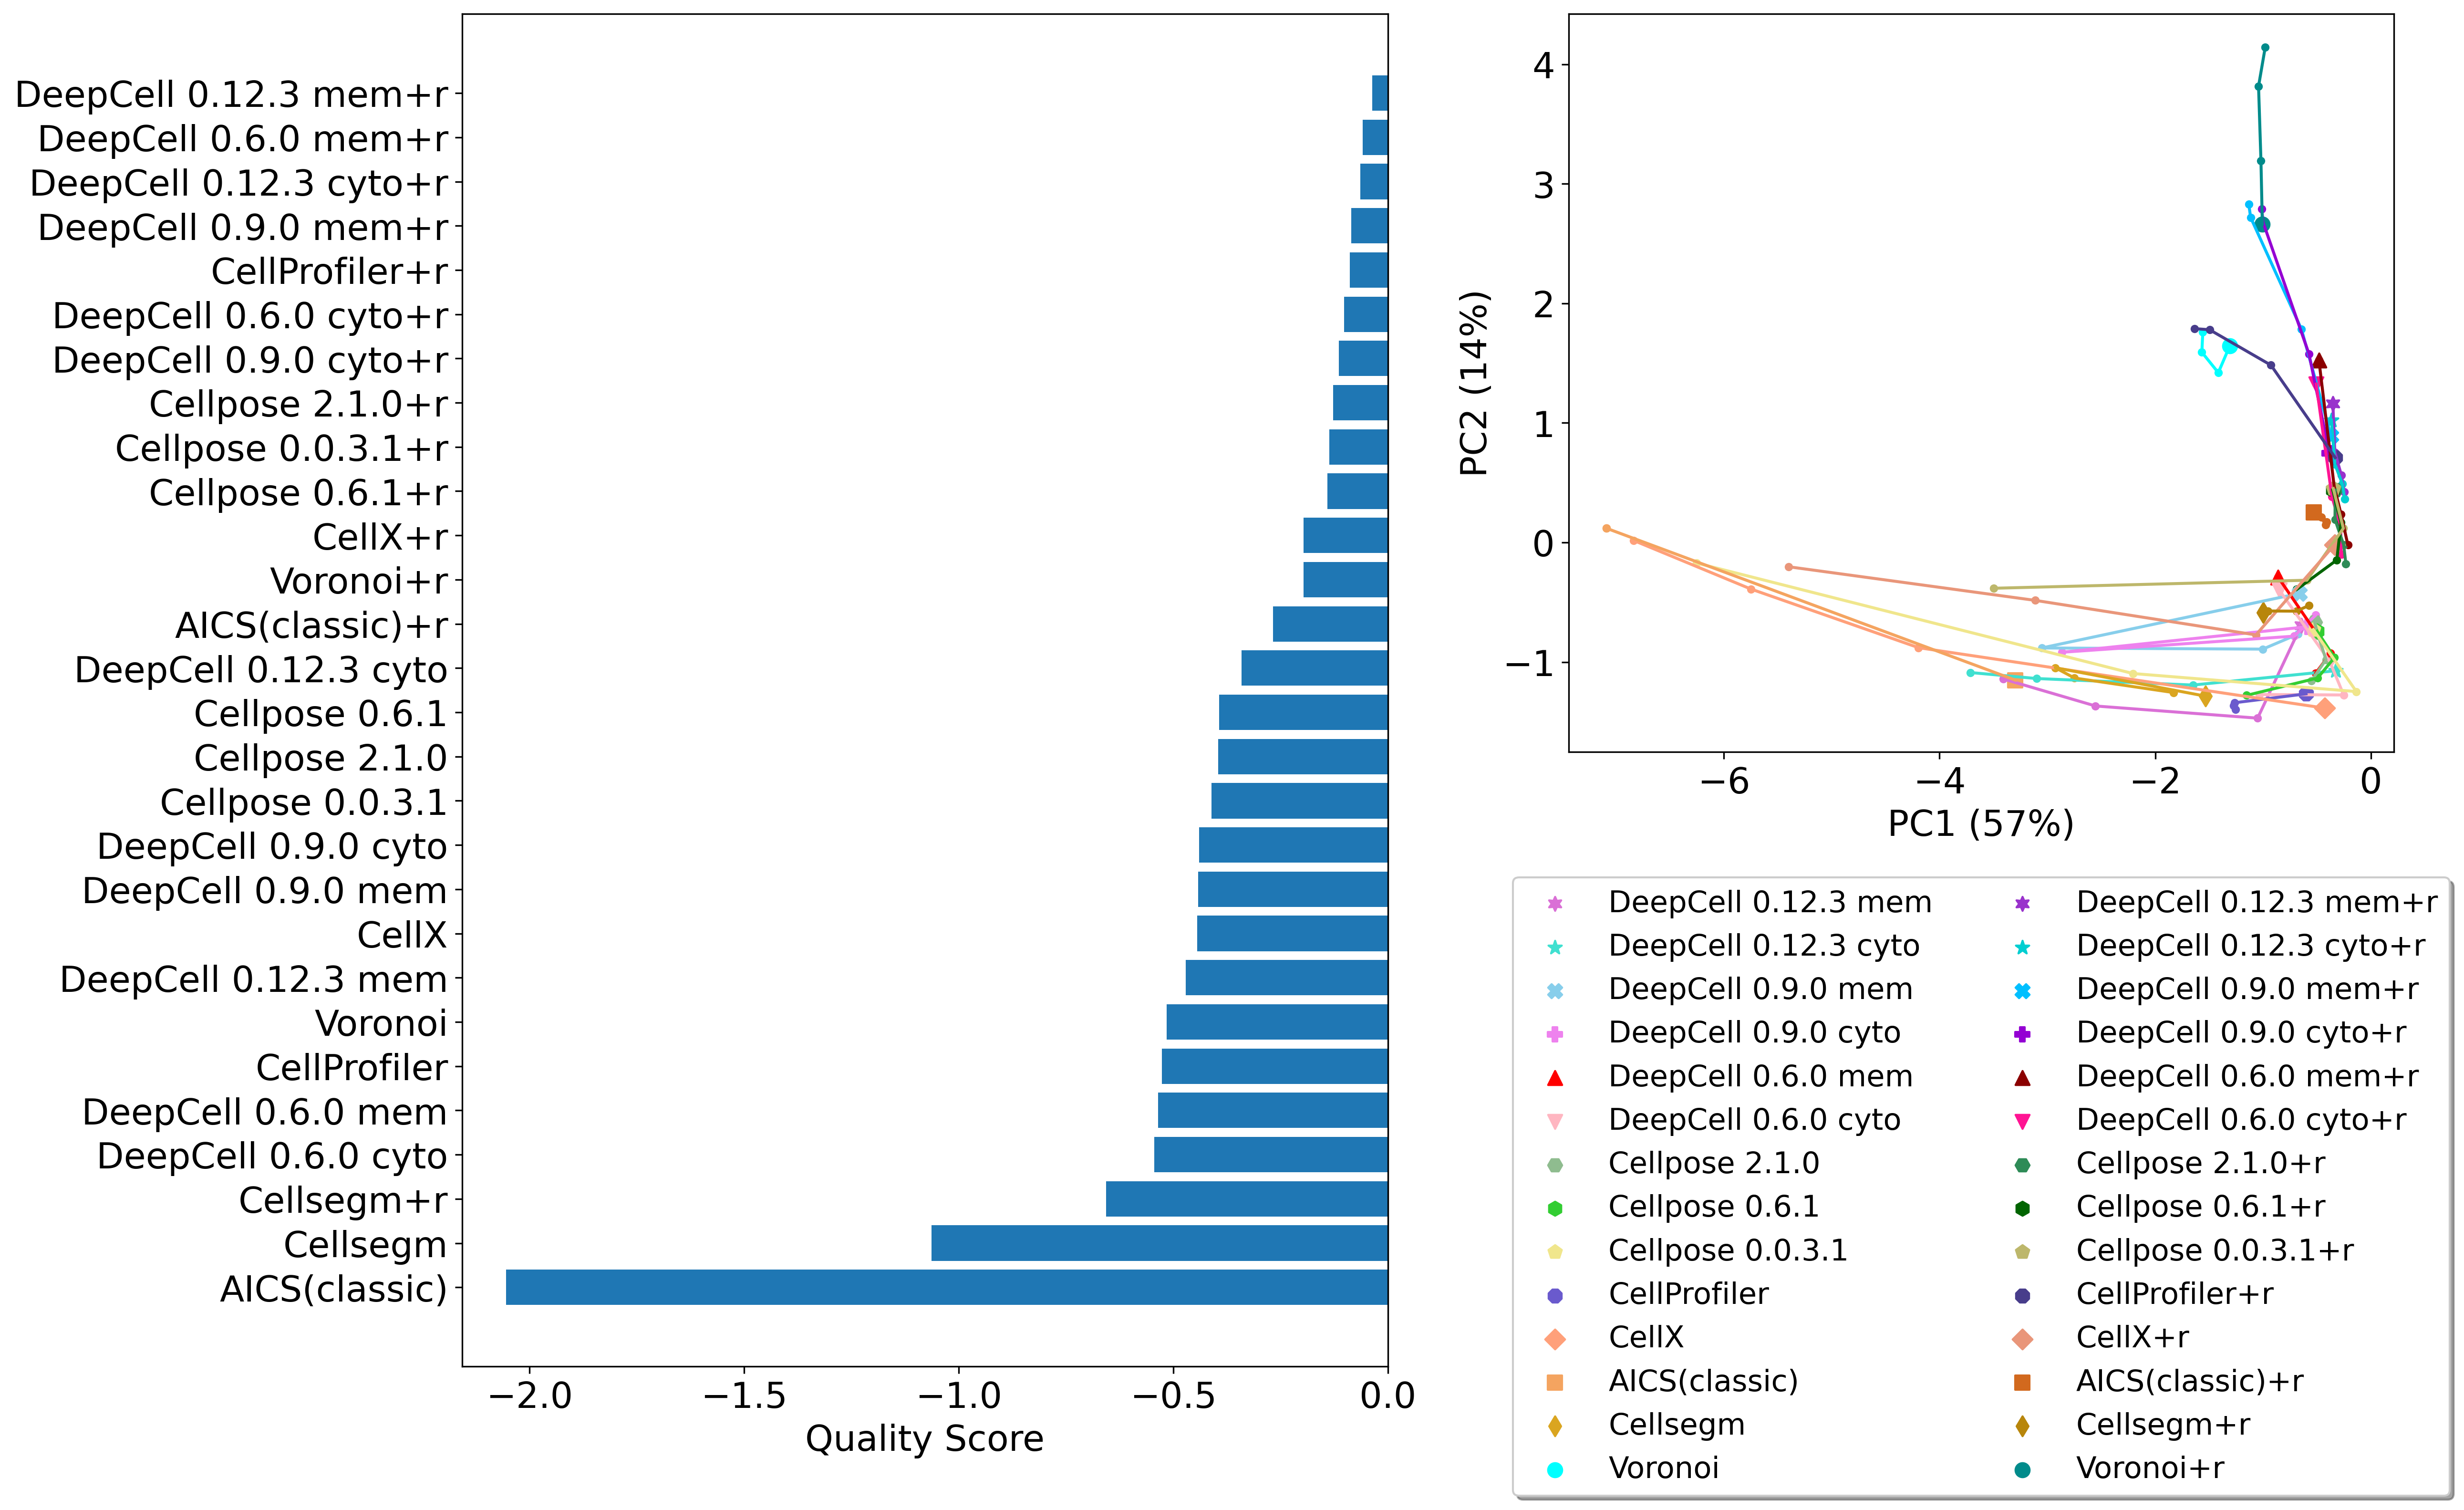 DeepCell 0.12.3 mem+r
DeepCell 0.6.0 mem+r
DeepCell 0.12.3 cyto+r
DeepCell 0.9.0 mem+r
CellProfiler+r
DeepCell 0.6.0 cyto+r
DeepCell 0.9.0 cyto+r
Cellpose 2.1.0+r
Cellpose 0.0.3.1+r
Cellpose 0.6.1+r
CellX+r
Voronoi+r
AICS(classic)+r
DeepCell 0.12.3 cyto
Cellpose 0.6.1
Cellpose 2.1.0
Cellpose 0.0.3.1
DeepCell 0.9.0 cyto
DeepCell 0.9.0 mem
CellX
DeepCell 0.12.3 mem
Voronoi
CellProfiler
DeepCell 0.6.0 mem
DeepCell 0.6.0 cyto
Cellsegm+r
Cellsegm
AICS(classic)
−2.0 −1.5 −1.0 −0.5 0.0
Quality Score
4
3
2
1
0
−1
PC2 (14%)
−6 −4 −2 0
PC1 (57%)
DeepCell 0.12.3 mem
DeepCell 0.12.3 cyto
DeepCell 0.9.0 mem
DeepCell 0.9.0 cyto
DeepCell 0.6.0 mem
DeepCell 0.6.0 cyto
Cellpose 2.1.0
Cellpose 0.6.1
Cellpose 0.0.3.1
CellProfiler
CellX
AICS(classic)
Cellsegm
Voronoi
DeepCell 0.12.3 mem+r
DeepCell 0.12.3 cyto+r
DeepCell 0.9.0 mem+r
DeepCell 0.9.0 cyto+r
DeepCell 0.6.0 mem+r
DeepCell 0.6.0 cyto+r
Cellpose 2.1.0+r
Cellpose 0.6.1+r
Cellpose 0.0.3.1+r
CellProfiler+r
CellX+r
AICS(classic)+r
Cellsegm+r
Voronoi+r